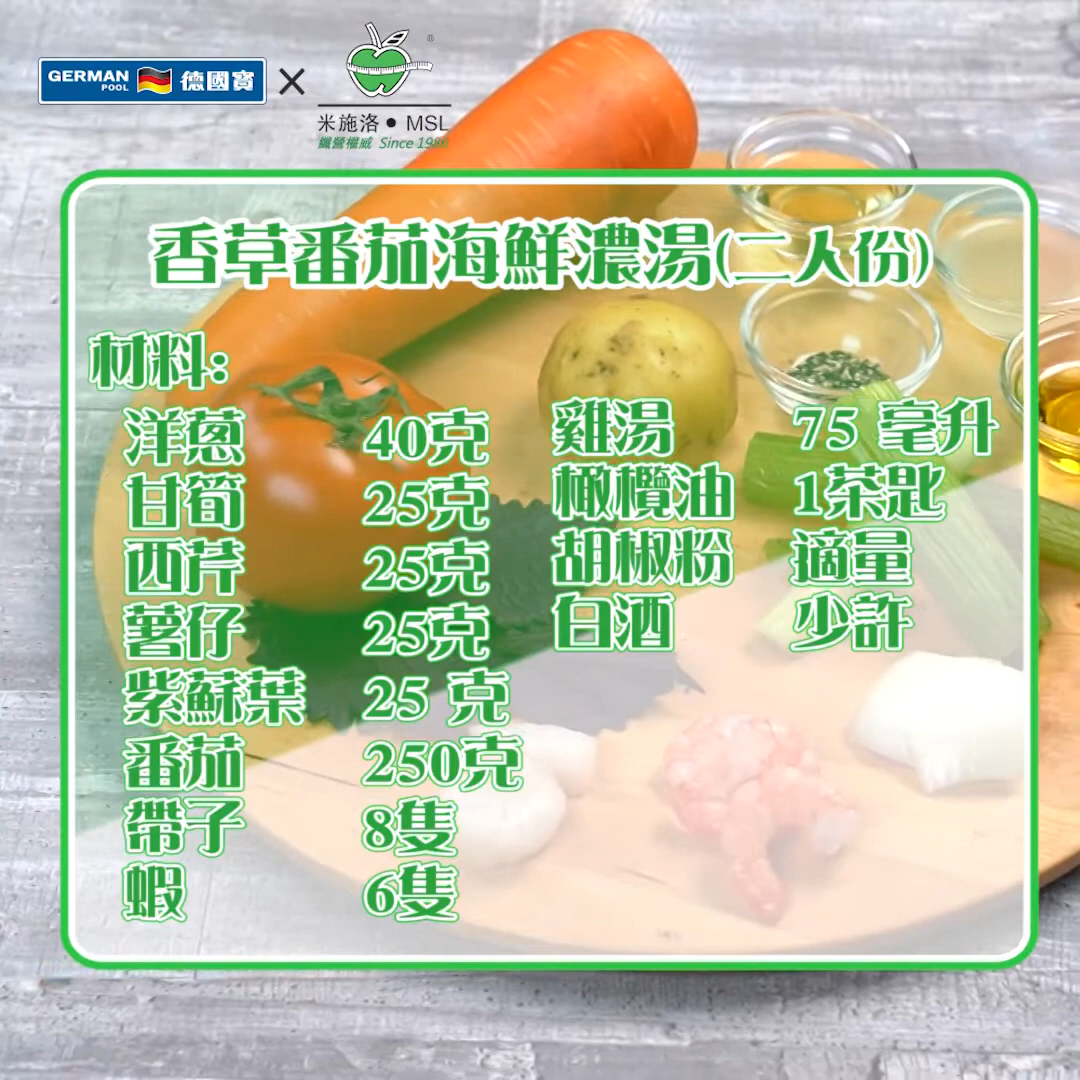 GERMAN POOL 德國寶 × 米施洛•MSL
纖營權威 Since 1986
香草番茄海鮮濃湯(二人份)
材料:
洋蔥 40克
甘筍 25克
西芹 25克
薯仔 25克
紫蘇葉 25 克
番茄 250克
帶子 8隻
蝦 6隻
雞湯 75 毫升
橄欖油 1茶匙
胡椒粉 適量
白酒 少許